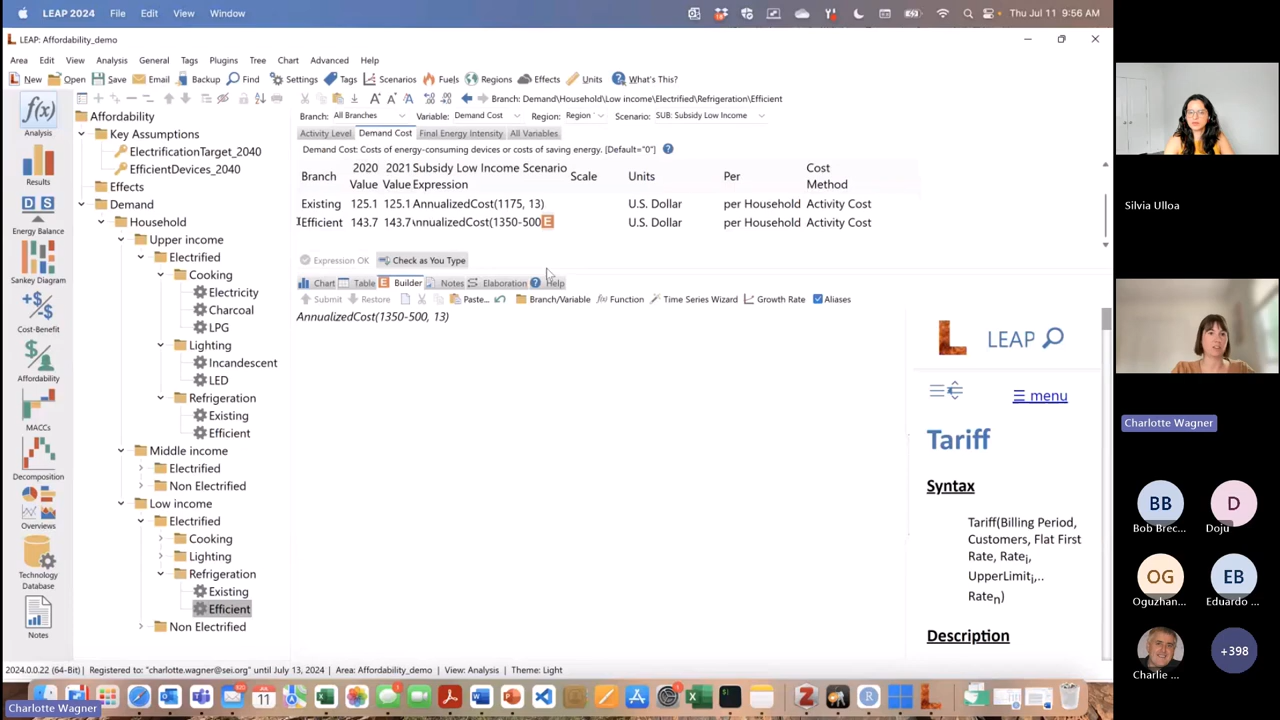 LEAP 2024 File Edit View Window Thu Jul 11 9:56 AM
LEAP: Affordability_demo
Area Edit View Analysis General Tags Plugins Tree Chart Advanced Help
New Open Save Email Backup Find Settings Tags Scenarios Fuels Regions Effects Units What's This?
Branch: Demand\Household\Low income\Electrified\Refrigeration\Efficient
Branch: All Branches Variable: Demand Cost Region: Region Scenario: SUB: Subsidy Low Income
Activity Level Demand Cost Final Energy Intensity All Variables
Demand Cost: Costs of energy-consuming devices or costs of saving energy. [Default="0"]
Branch 2020 Value 2021 Value Subsidy Low Income Scenario Expression Scale Units Per Cost Method
Existing 125.1 125.1 AnnualizedCost(1175, 13) U.S. Dollar per Household Activity Cost
Efficient 143.7 143.7 nnualizedCost(1350-500 E U.S. Dollar per Household Activity Cost
Expression OK Check as You Type
Chart Table Builder Notes Elaboration Help
Submit Restore Paste... Branch/Variable Function Time Series Wizard Growth Rate Aliases
AnnualizedCost(1350-500, 13)
Analysis
Results
Energy Balance
Sankey Diagram
Cost-Benefit
Affordability
MACCs
Decomposition
Overviews
Technology
Database
Notes
Affordability
Key Assumptions
ElectrificationTarget_2040
EfficientDevices_2040
Effects
Demand
Household
Upper income
Electrified
Cooking
Electricity
Charcoal
LPG
Lighting
Incandescent
LED
Refrigeration
Existing
Efficient
Middle income
Electrified
Non Electrified
Low income
Electrified
Cooking
Lighting
Refrigeration
Existing
Efficient
Non Electrified
LEAP
menu
Tariff
Syntax
Tariff(Billing Period,
Customers, Flat First
Rate, Ratei,
UpperLimiti,..
Raten)
Description
2024.0.0.22 (64-Bit) Registered to: "charlotte.wagner@sei.org" until July 13, 2024 Area: Affordability_demo View: Analysis Theme: Light
Charlotte Wagner
Silvia Ulloa
Charlotte Wagner
BB D
Bob Brec... Doju
OG EB
Oguzhan... Eduardo ...
+398
Charlie ...